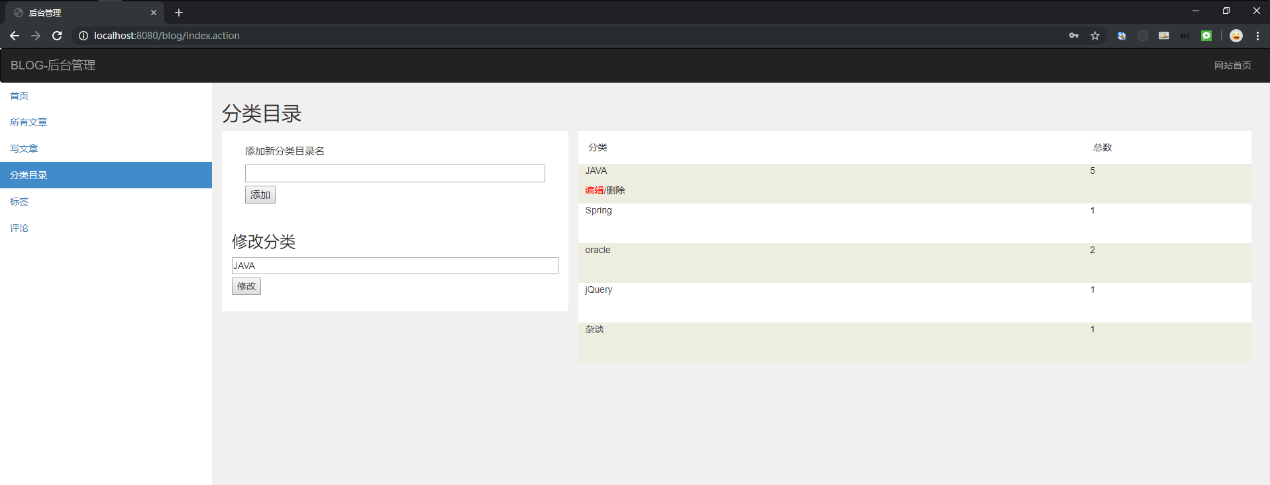 后台管理
localhost:8080/blog/index.action
BLOG-后台管理
网站首页
首页
所有文章
写文章
分类目录
标签
评论
分类目录
添加新分类目录名
添加
修改分类
JAVA
修改
分类 总数
JAVA 5
编辑/删除
Spring 1
oracle 2
jQuery 1
杂谈 1